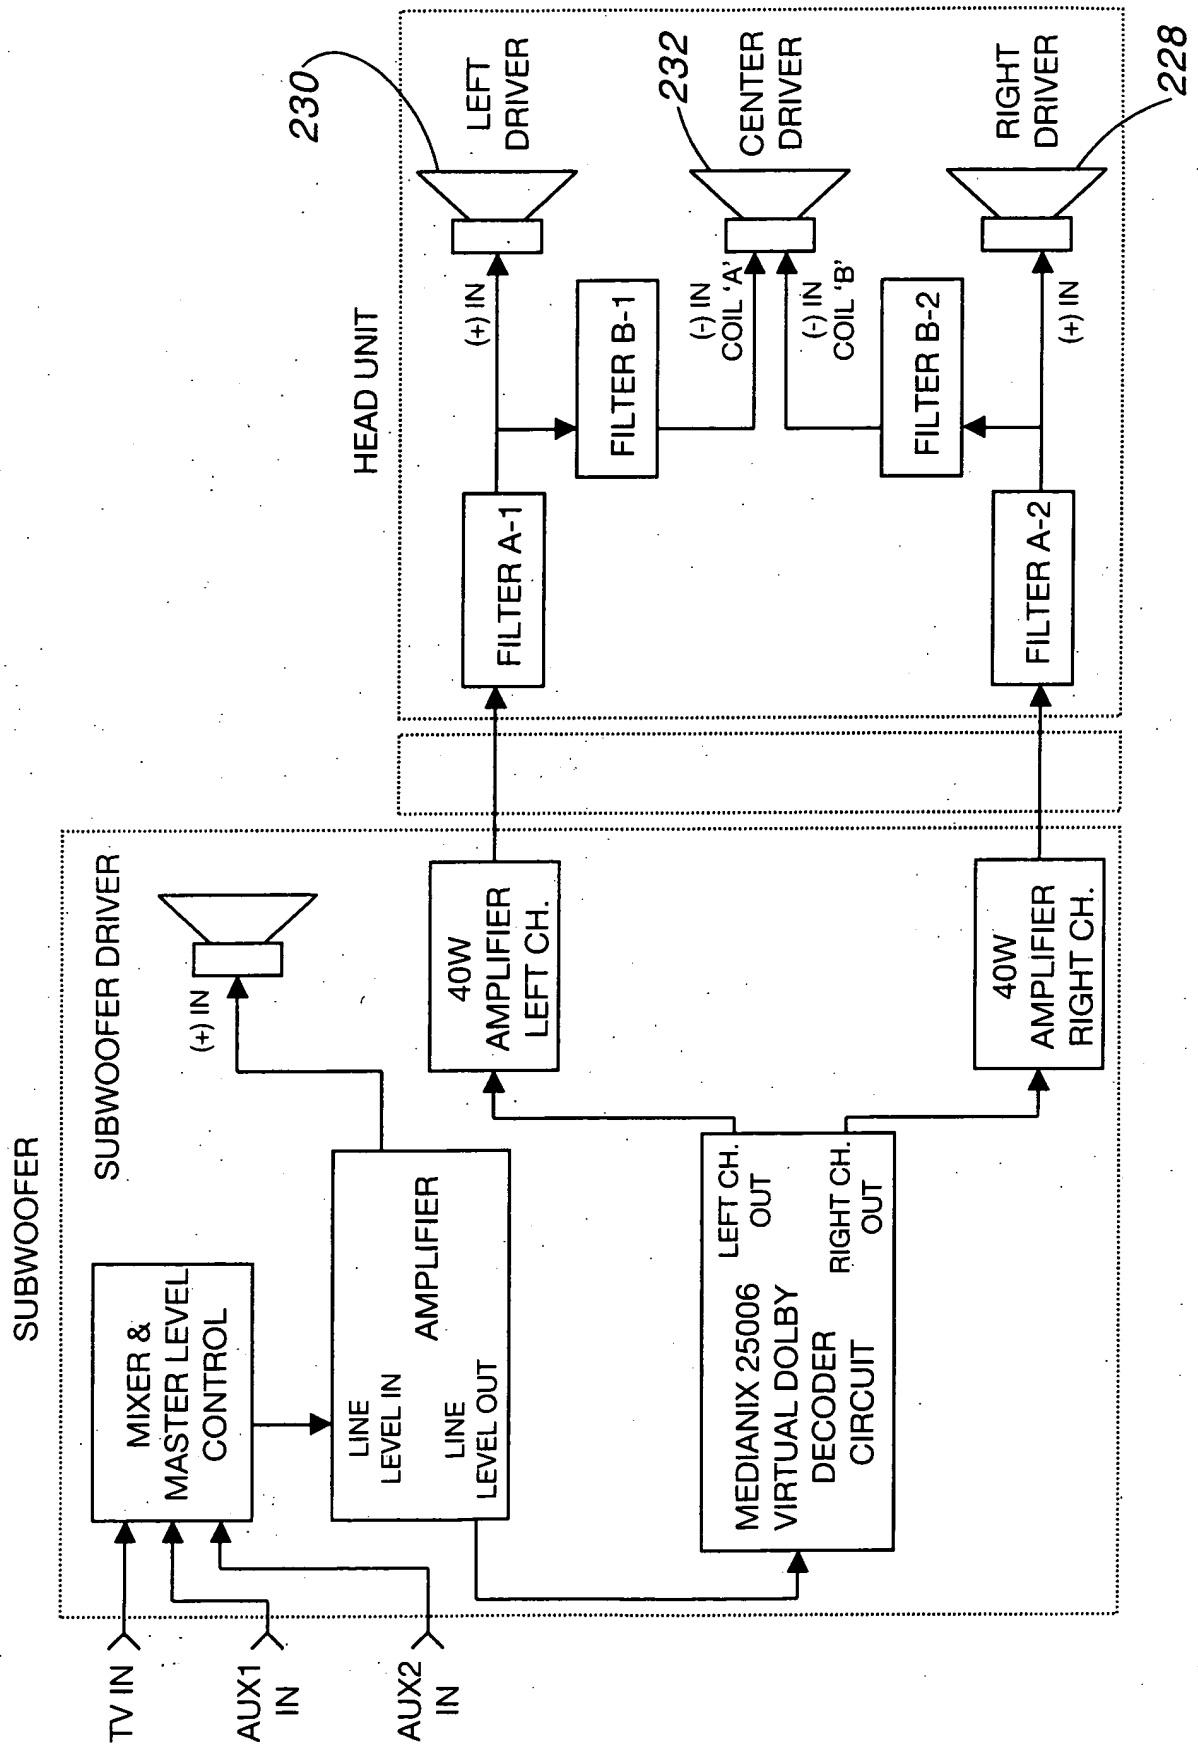 SUBWOOFER
SUBWOOFER DRIVER
TV IN
AUX1
IN
AUX2
IN
MIXER &
MASTER LEVEL
CONTROL
(+) IN
LINE
LEVEL IN
AMPLIFIER
LINE
LEVEL OUT
MEDIANIX 25006
VIRTUAL DOLBY
DECODER
CIRCUIT
LEFT CH.
OUT
RIGHT CH.
OUT
40W
AMPLIFIER
LEFT CH.
40W
AMPLIFIER
RIGHT CH.
HEAD UNIT
FILTER A-1
(+) IN
230
LEFT
DRIVER
FILTER B-1
(-) IN
COIL 'A'
232
CENTER
DRIVER
(-) IN
COIL 'B'
FILTER B-2
FILTER A-2
(+) IN
RIGHT
DRIVER
228